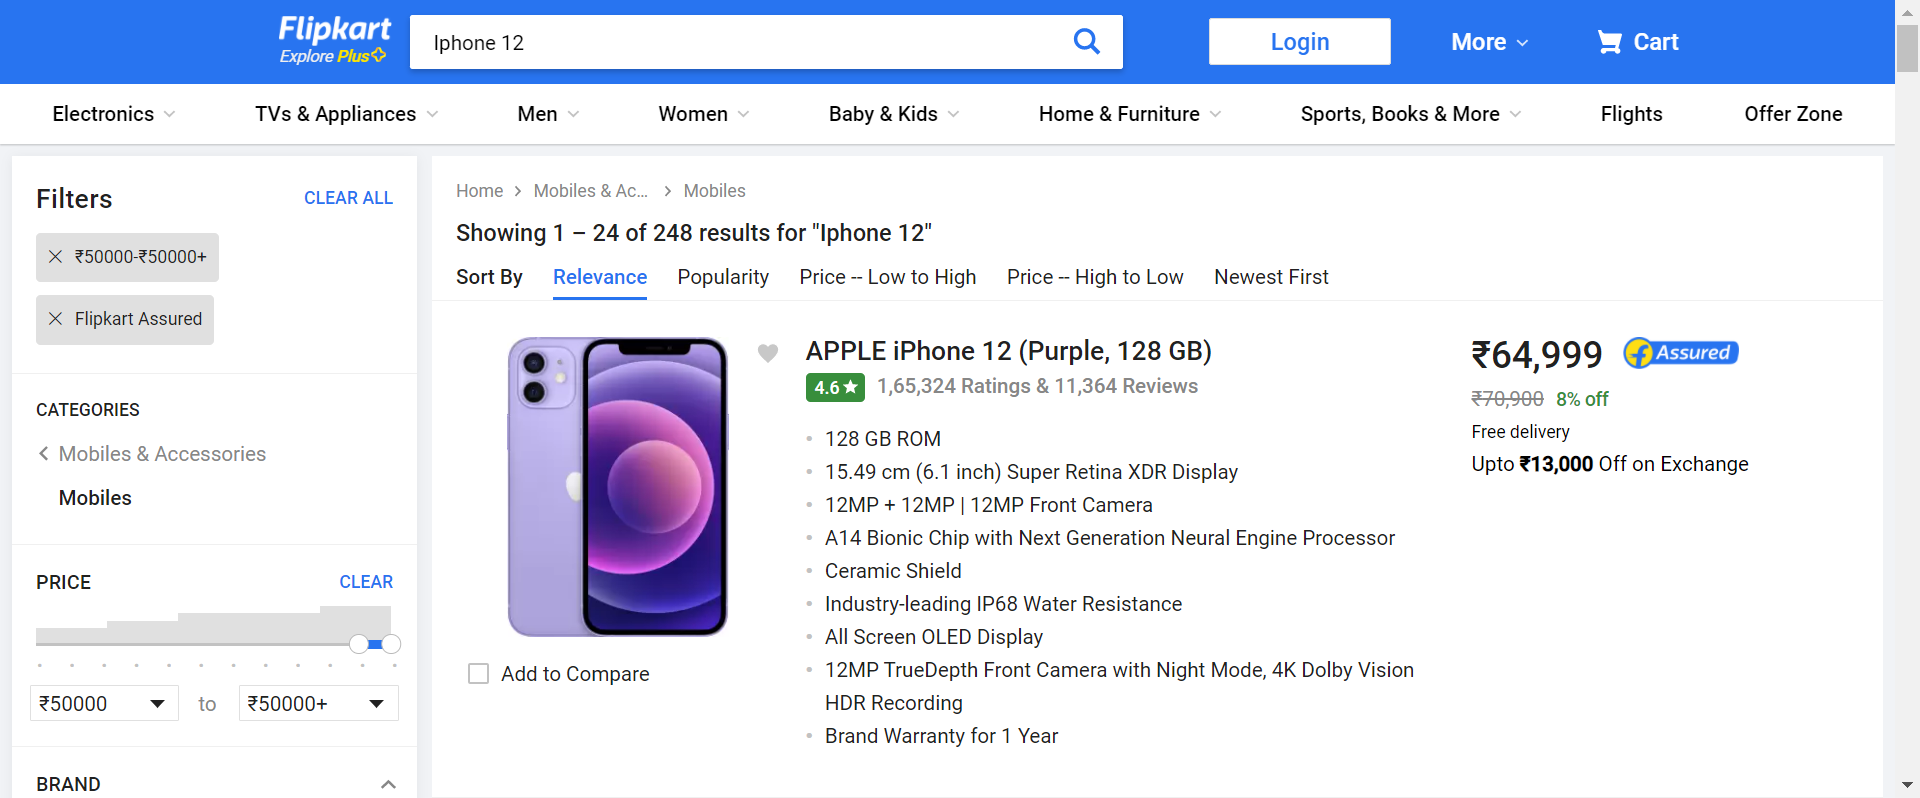 Flipkart
Explore Plus
Iphone 12
Login
More
Cart
Electronics
TVs & Appliances
Men
Women
Baby & Kids
Home & Furniture
Sports, Books & More
Flights
Offer Zone
Filters
CLEAR ALL
₹50000-₹50000+
Flipkart Assured
CATEGORIES
Mobiles & Accessories
Mobiles
PRICE
CLEAR
₹50000
to
₹50000+
BRAND
Home
Mobiles & Ac...
Mobiles
Showing 1 – 24 of 248 results for "Iphone 12"
Sort By
Relevance
Popularity
Price -- Low to High
Price -- High to Low
Newest First
Add to Compare
APPLE iPhone 12 (Purple, 128 GB)
4.6★
1,65,324 Ratings & 11,364 Reviews
128 GB ROM
15.49 cm (6.1 inch) Super Retina XDR Display
12MP + 12MP | 12MP Front Camera
A14 Bionic Chip with Next Generation Neural Engine Processor
Ceramic Shield
Industry-leading IP68 Water Resistance
All Screen OLED Display
12MP TrueDepth Front Camera with Night Mode, 4K Dolby Vision
HDR Recording
Brand Warranty for 1 Year
₹64,999
f Assured
₹70,900
8% off
Free delivery
Upto ₹13,000 Off on Exchange